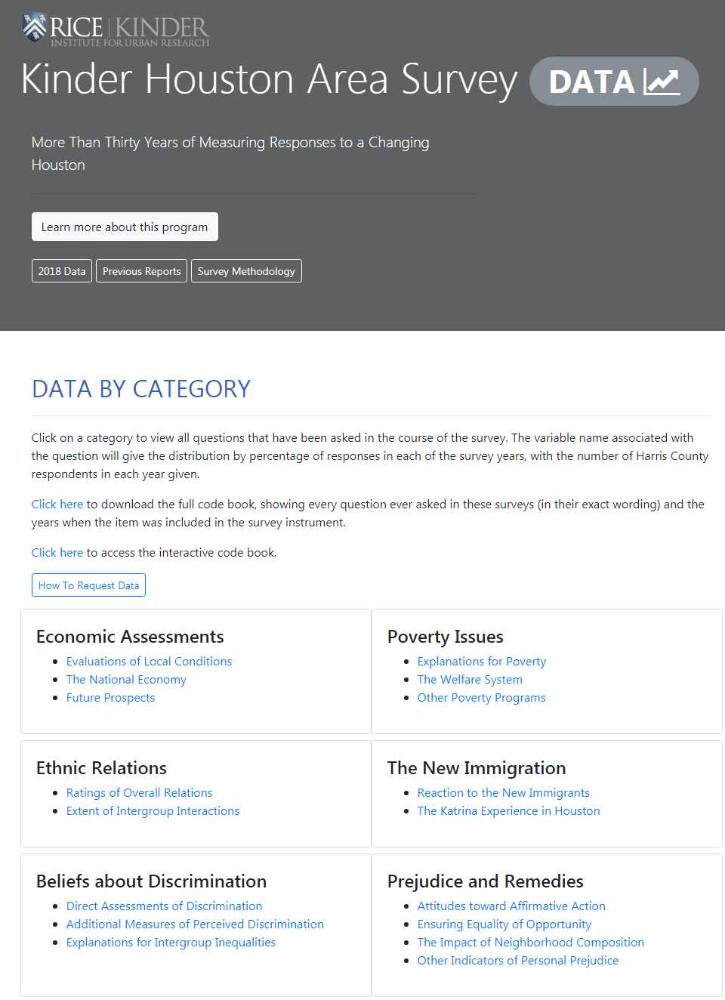 RICE | KINDER
INSTITUTE FOR URBAN RESEARCH
Kinder Houston Area Survey DATA
More Than Thirty Years of Measuring Responses to a Changing
Houston
Learn more about this program
2018 Data Previous Reports Survey Methodology
DATA BY CATEGORY
Click on a category to view all questions that have been asked in the course of the survey. The variable name associated with
the question will give the distribution by percentage of responses in each of the survey years, with the number of Harris County
respondents in each year given.
Click here to download the full code book, showing every question ever asked in these surveys (in their exact wording) and the
years when the item was included in the survey instrument.
Click here to access the interactive code book.
How To Request Data
Economic Assessments
Evaluations of Local Conditions
The National Economy
Future Prospects
Poverty Issues
Explanations for Poverty
The Welfare System
Other Poverty Programs
Ethnic Relations
Ratings of Overall Relations
Extent of Intergroup Interactions
The New Immigration
Reaction to the New Immigrants
The Katrina Experience in Houston
Beliefs about Discrimination
Direct Assessments of Discrimination
Additional Measures of Perceived Discrimination
Explanations for Intergroup Inequalities
Prejudice and Remedies
Attitudes toward Affirmative Action
Ensuring Equality of Opportunity
The Impact of Neighborhood Composition
Other Indicators of Personal Prejudice